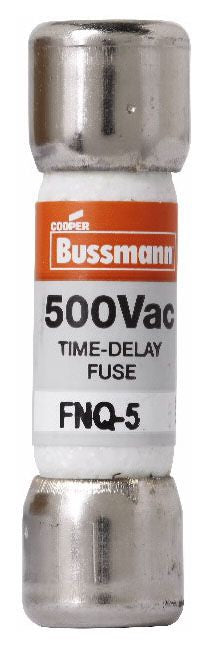 COOPER
Bussmann
500Vac
TIME-DELAY
FUSE
FNQ-5